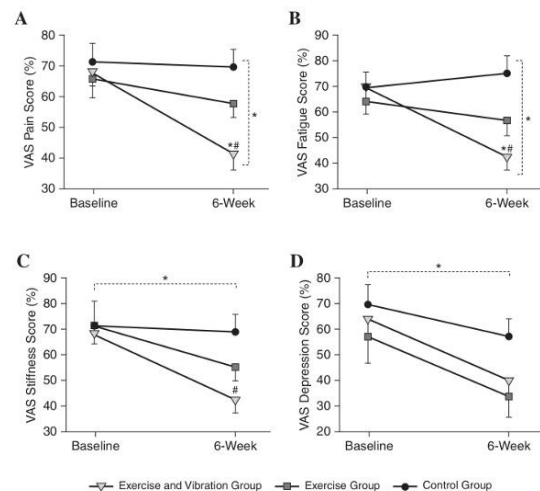 A
VAS Pain Score (%)
80
70
60
50
40
30
*
*#
Baseline
6-Week
B
VAS Fatigue Score (%)
90
80
70
60
50
40
30
*
*#
Baseline
6-Week
C
VAS Stiffness Score (%)
90
80
70
60
50
40
30
*
#
Baseline
6-Week
D
VAS Depression Score (%)
90
80
70
60
50
40
30
20
*
Baseline
6-Week
Exercise and Vibration Group
Exercise Group
Control Group